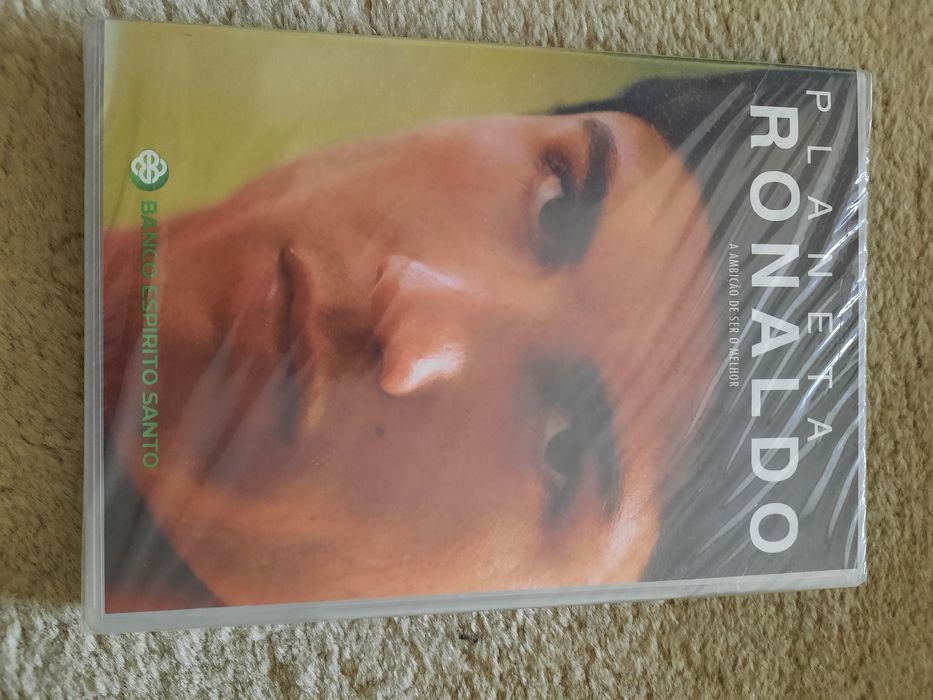 PLANETA
RONALDO
A AMBIÇÃO DE SER O MELHOR
BANCO ESPIRITO SANTO